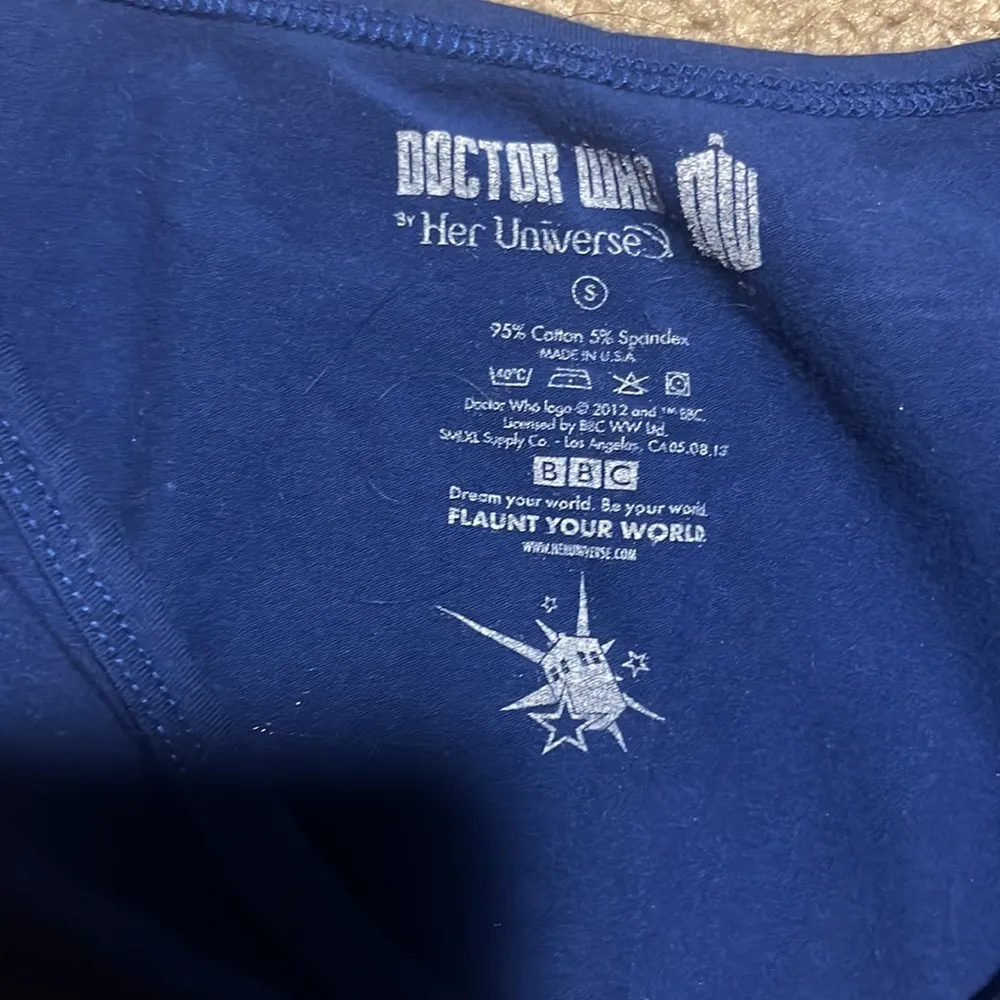 DOCTOR WHO
BY Her Universe
S
95% Cotton 5% Spandex
MADE IN U.S.A
40°C
Doctor Who logo © 2012 and ™ BBC.
Licensed by BBC WW Ltd.
SMLXL Supply Co. - Los Angeles, CA 05.08.13
BBC
Dream your world. Be your world.
FLAUNT YOUR WORLD.
WWW.HERUNIVERSE.COM